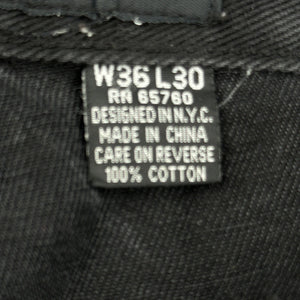 W36 L30
RN 65760
DESIGNED IN N.Y.C.
MADE IN CHINA
CARE ON REVERSE
100% COTTON